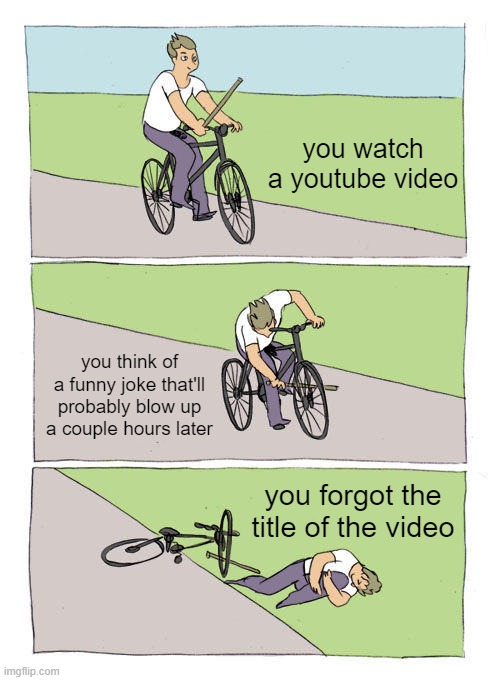 you watch
a youtube video
you think of
a funny joke that'll
probably blow up
a couple hours later
you forgot the
title of the video
imgflip.com